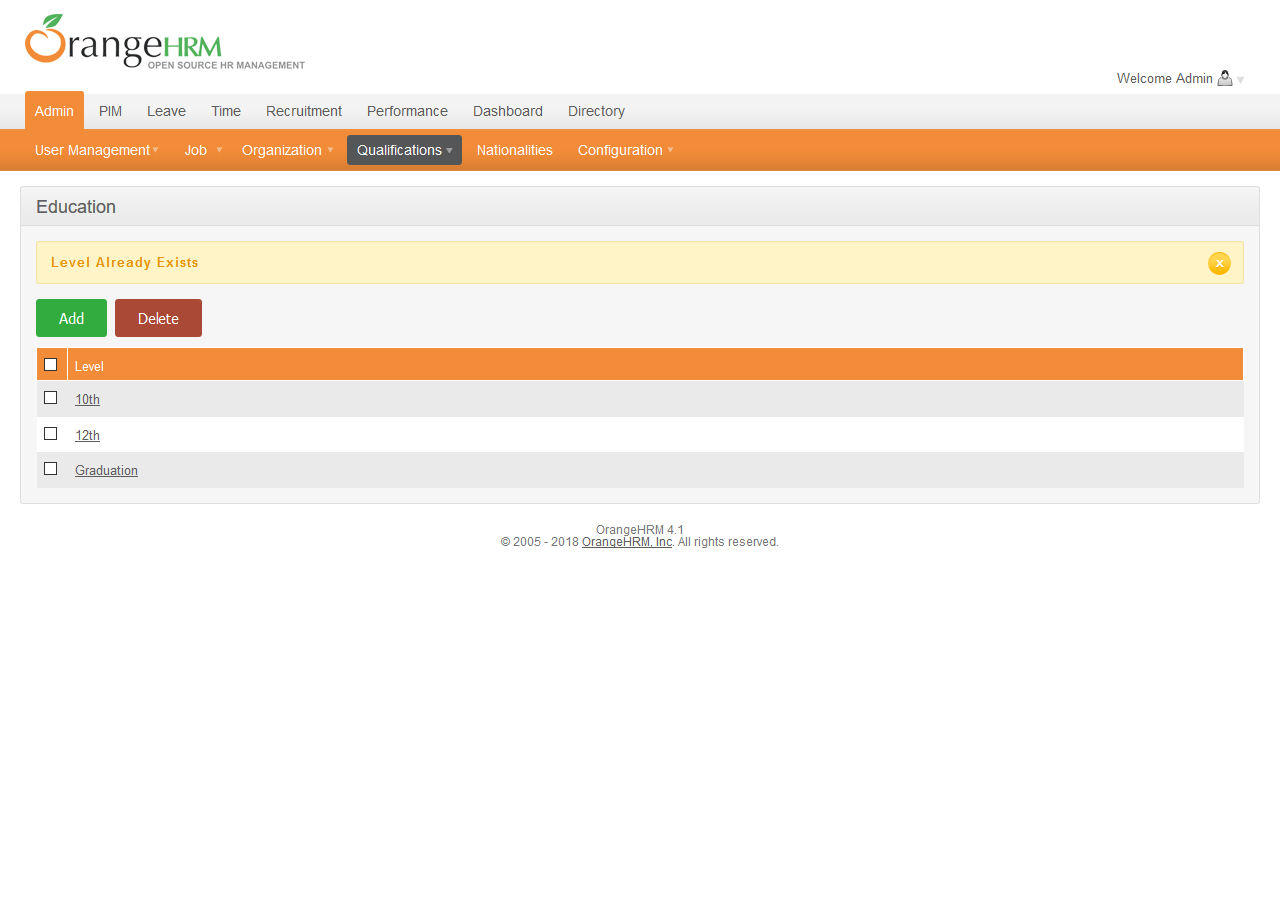 OrangeHRM
OPEN SOURCE HR MANAGEMENT
Welcome Admin
Admin PIM Leave Time Recruitment Performance Dashboard Directory
User Management Job Organization Qualifications Nationalities Configuration
Education
Level Already Exists
Add Delete
Level
10th
12th
Graduation
OrangeHRM 4.1
© 2005 - 2018 OrangeHRM, Inc. All rights reserved.